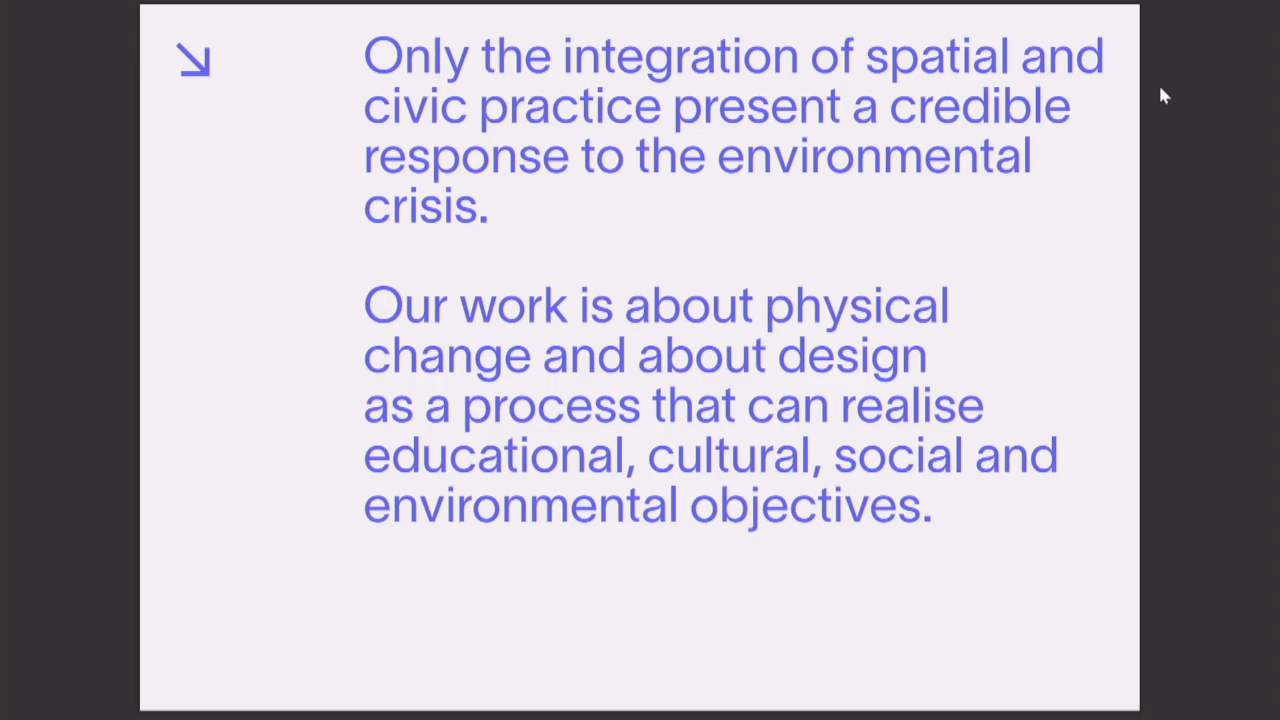 Only the integration of spatial and
civic practice present a credible
response to the environmental
crisis.
Our work is about physical
change and about design
as a process that can realise
educational, cultural, social and
environmental objectives.